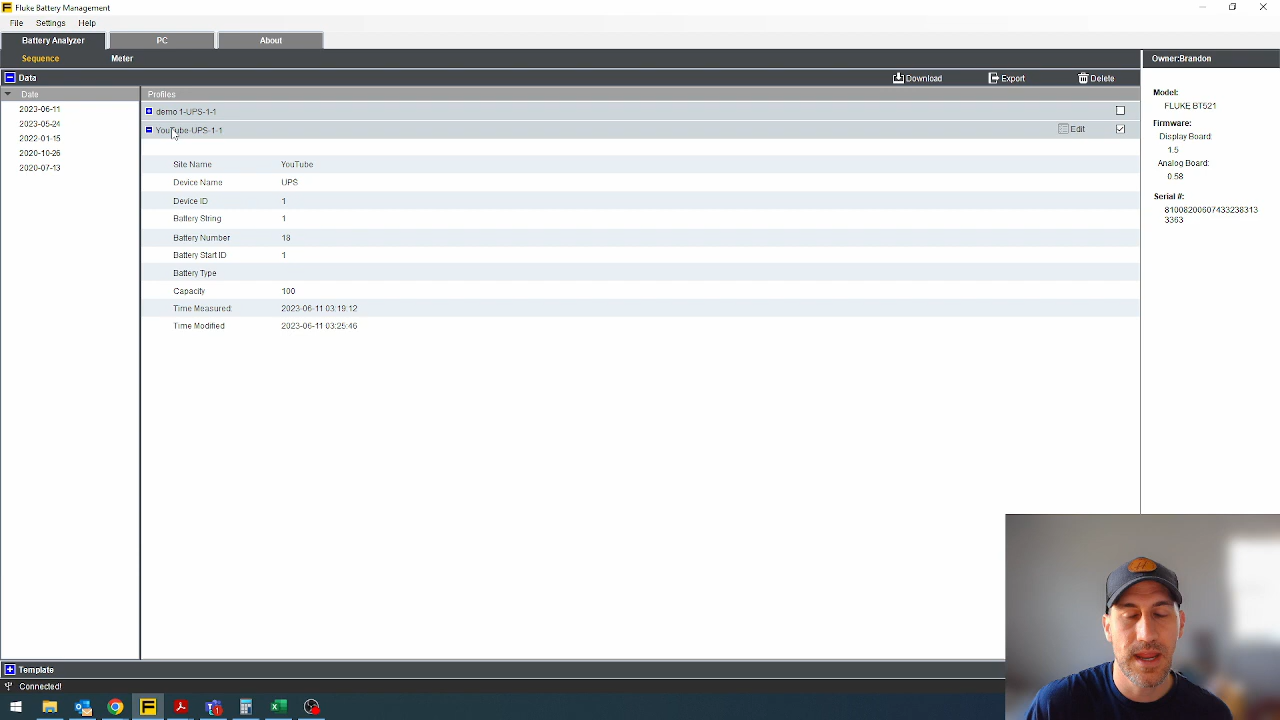 Fluke Battery Management
File Settings Help
Battery Analyzer PC About
Sequence Meter
Owner:Brandon
Data Download Export Delete
Date Profiles
2023-06-11
2023-05-24
2022-01-15
2020-10-26
2020-07-13
demo 1-UPS-1-1
YouTube-UPS-1-1 Edit
Site Name YouTube
Device Name UPS
Device ID 1
Battery String 1
Battery Number 18
Battery Start ID 1
Battery Type
Capacity 100
Time Measured: 2023-06-11 03:19:12
Time Modified 2023-06-11 03:25:46
Model:
FLUKE BT521
Firmware:
Display Board:
1.5
Analog Board:
0.58
Serial #:
81008200607433238313
3363
Template
Connected!